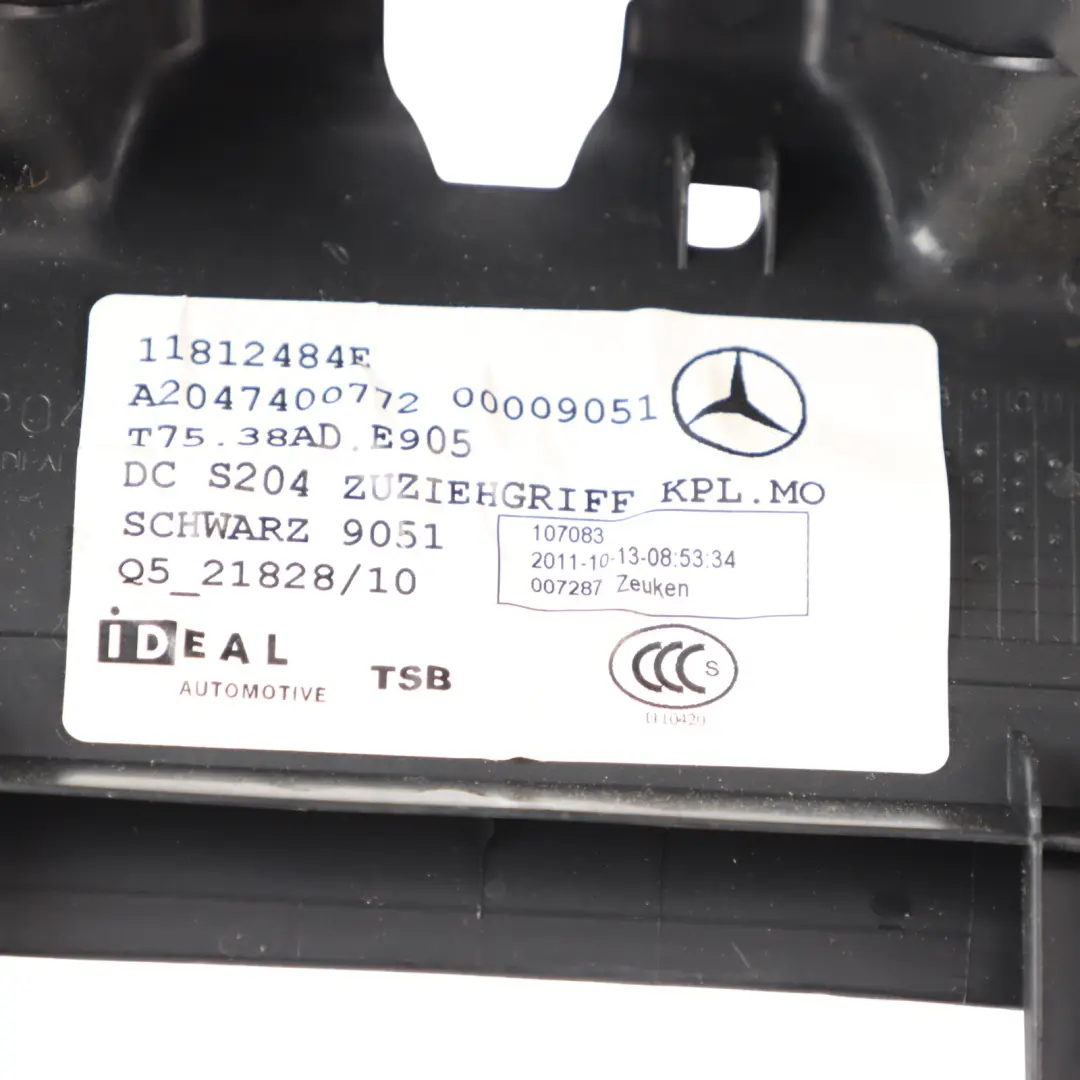 11812484E
A2047400772 00009051
T75.38AD.E905
DC S204 ZUZIEHGRIFF KPL.MO
SCHWARZ 9051
107083
2011-10-13-08:53:34
007287 Zeuken
Q5_21828/10
iDEAL
AUTOMOTIVE
TSB
CCC S